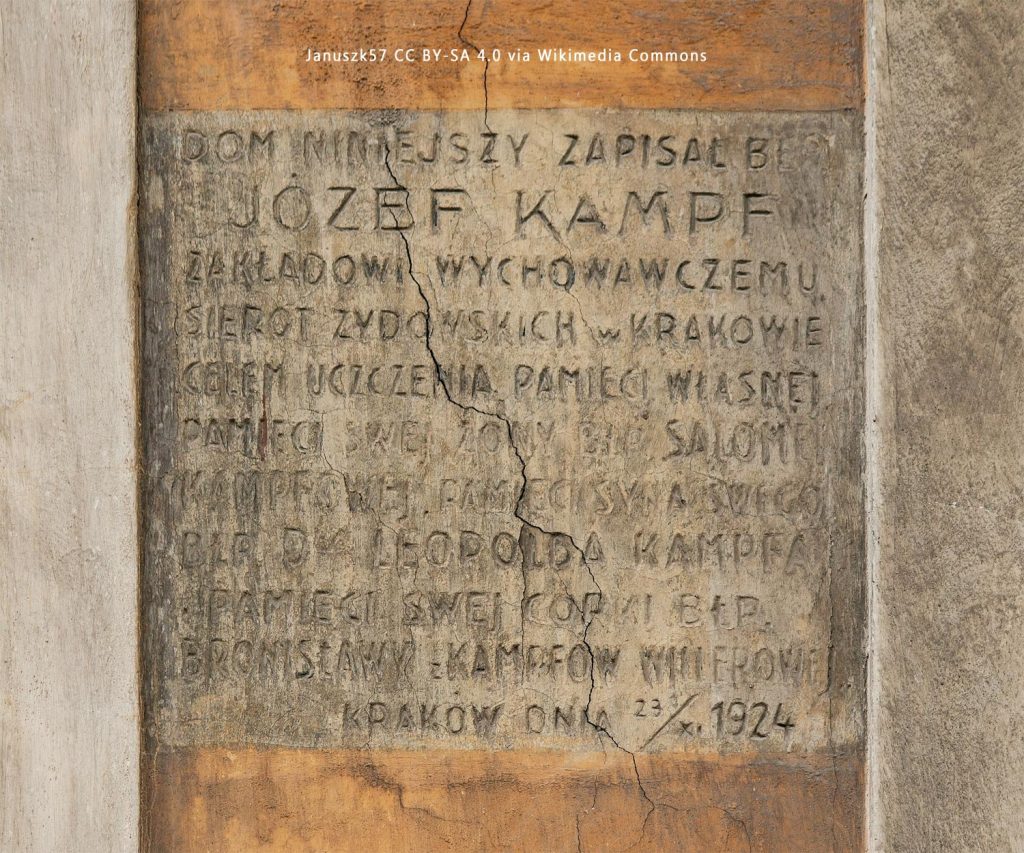 Januszk57 CC BY-SA 4.0 via Wikimedia Commons
DOM NINIEJSZY ZAPISAŁ BŁP
JÓZEF KAMPF
ZAKŁADOWI WYCHOWAWCZEMU
SIEROT ŻYDOWSKICH w KRAKOWIE
CELEM UCZCZENIA PAMIĘCI WŁASNEJ
PAMIĘCI SWEJ ŻONY BŁP. SALOMEI
KAMPFOWEJ, PAMIĘCI SYNA SWEGO
BŁP. DRA LEOPOLDA KAMPFA
PAMIĘCI SWEJ CÓRKI BŁP.
BRONISŁAWY z KAMPFÓW
KRAKÓW DNIA 23/X. 1924